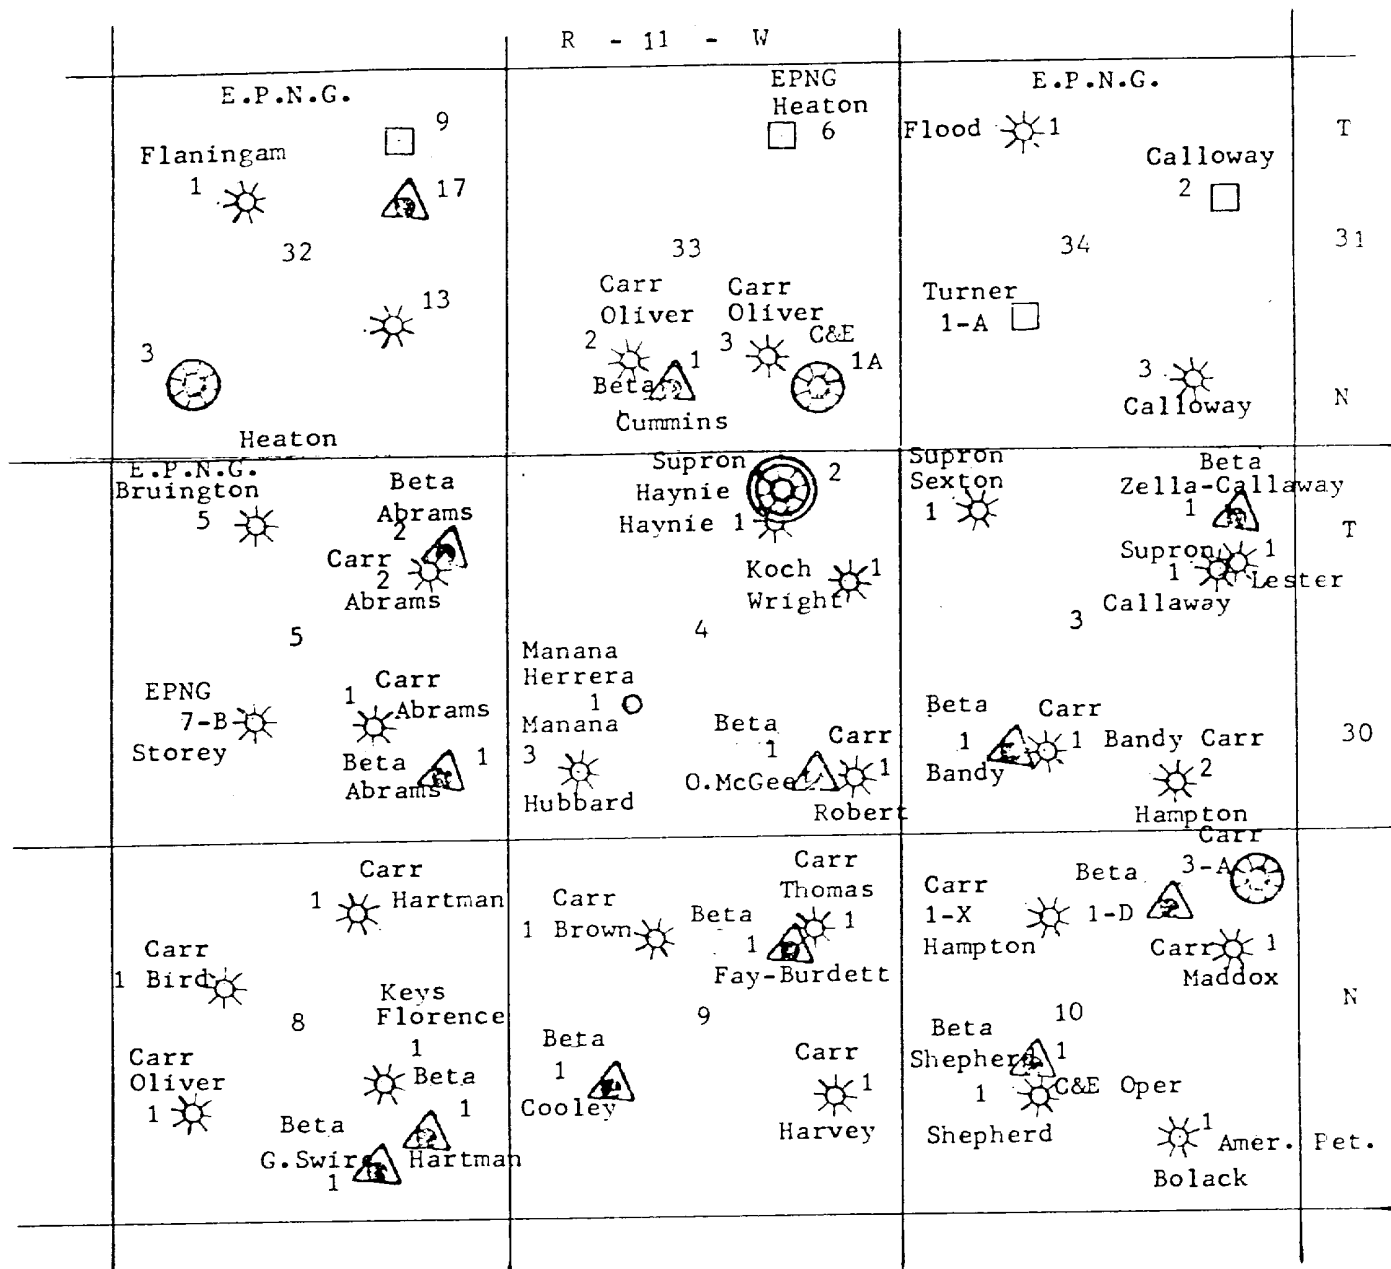 R - 11 - W
E.P.N.G.
9
Flaningam
1
17
32
13
3
Heaton
EPNG
Heaton
6
33
Carr
Oliver
2
Carr
Oliver
3
C&E
1A
Beta
1
Cummins
E.P.N.G.
Flood 1
Calloway
2
34
Turner
1-A
3
Calloway
T
31
N
E.P.N.G.
Bruington
5
Beta
Abrams
2
Carr
2
Abrams
5
EPNG
7-B
Storey
1 Carr
Abrams
Beta 1
Abrams
Supron
Haynie 2
Haynie 1
Koch 1
Wright
4
Manana
Herrera
1
Manana
3
Hubbard
Beta
1
O.McGee
Carr
1
Robert
Supron
Sexton
1
Beta
Zella-Callaway
1
Supron 1
1 Lester
Callaway
3
Beta
1
Bandy
Carr
1
Bandy Carr
2
Hampton
T
30
N
Carr
1 Hartman
Carr
1 Bird
8
Keys
Florence
1
Carr
Oliver
1
Beta
1
Hartman
Beta
G.Swire
1
Carr
1 Brown
Carr
Thomas
1
Beta
1
Fay-Burdett
9
Beta
1
Cooley
Carr
1
Harvey
Carr
1-X
Hampton
Beta
1-D
Carr
3-A
Carr 1
Maddox
10
Beta
Shepherd 1
1 C&E Oper
Shepherd
1
Amer. Pet.
Bolack